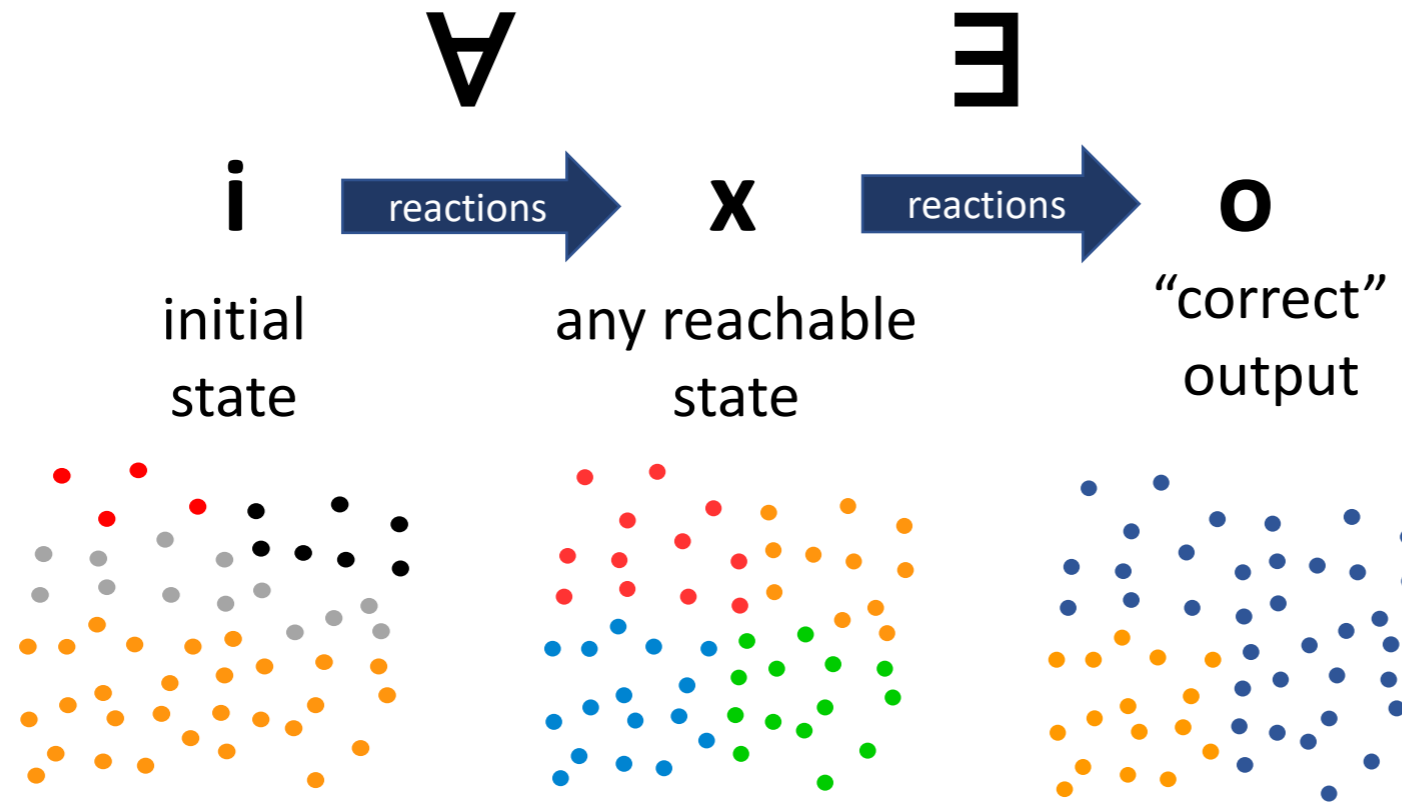 ∀ ∃
i reactions x reactions o
initial
state
any reachable
state
“correct”
output